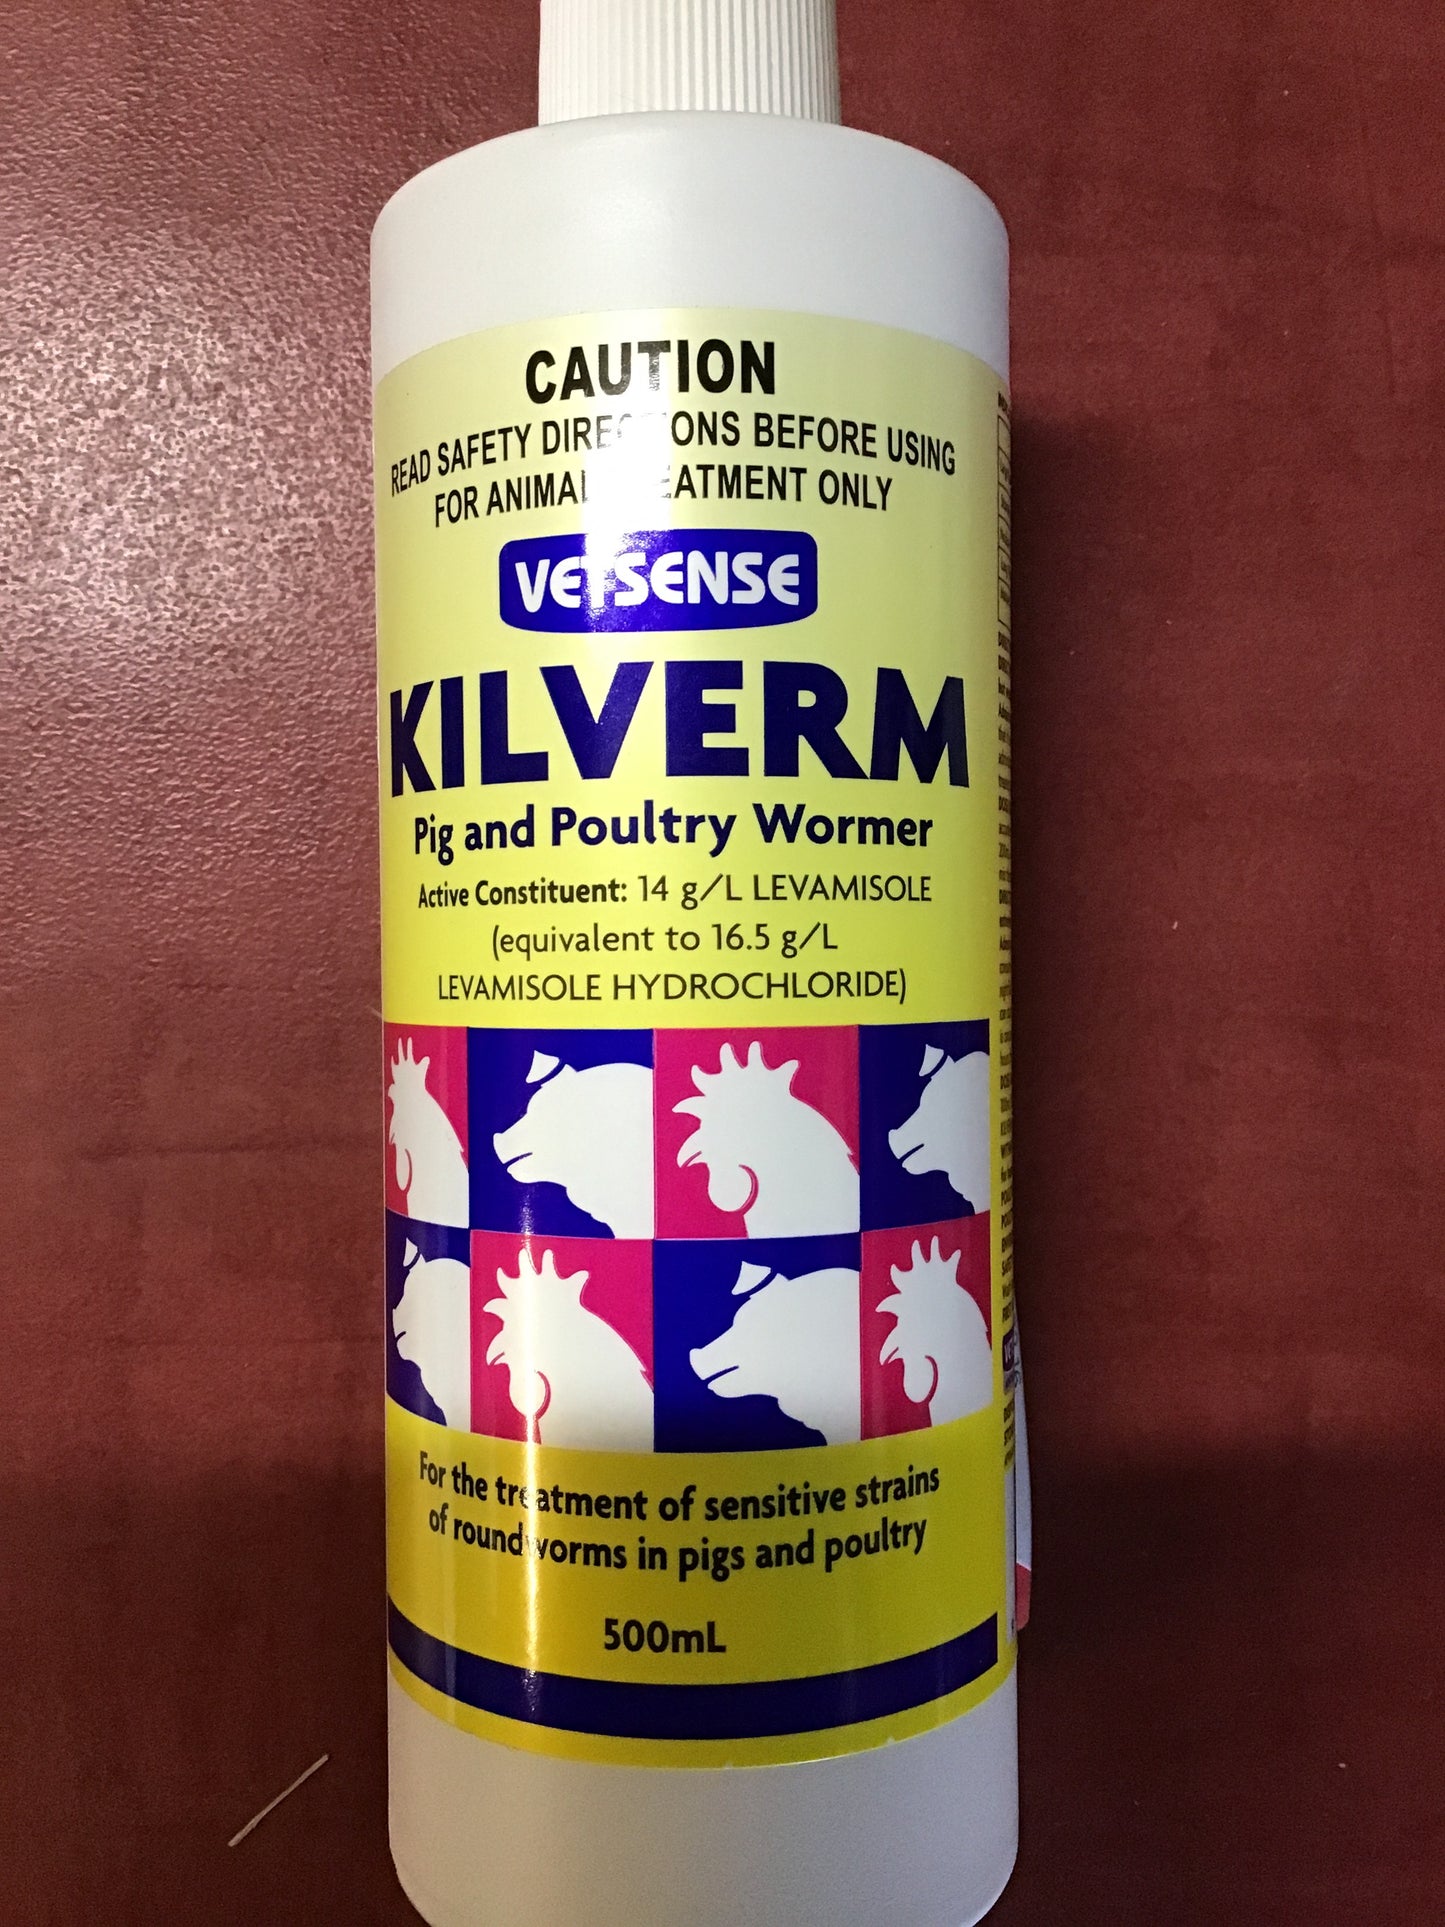 CAUTION
READ SAFETY DIRECTIONS BEFORE USING
FOR ANIMAL TREATMENT ONLY
VETSENSE
KILVERM
Pig and Poultry Wormer
Active Constituent: 14 g/L LEVAMISOLE
(equivalent to 16.5 g/L
LEVAMISOLE HYDROCHLORIDE)
For the treatment of sensitive strains
of roundworms in pigs and poultry
500mL